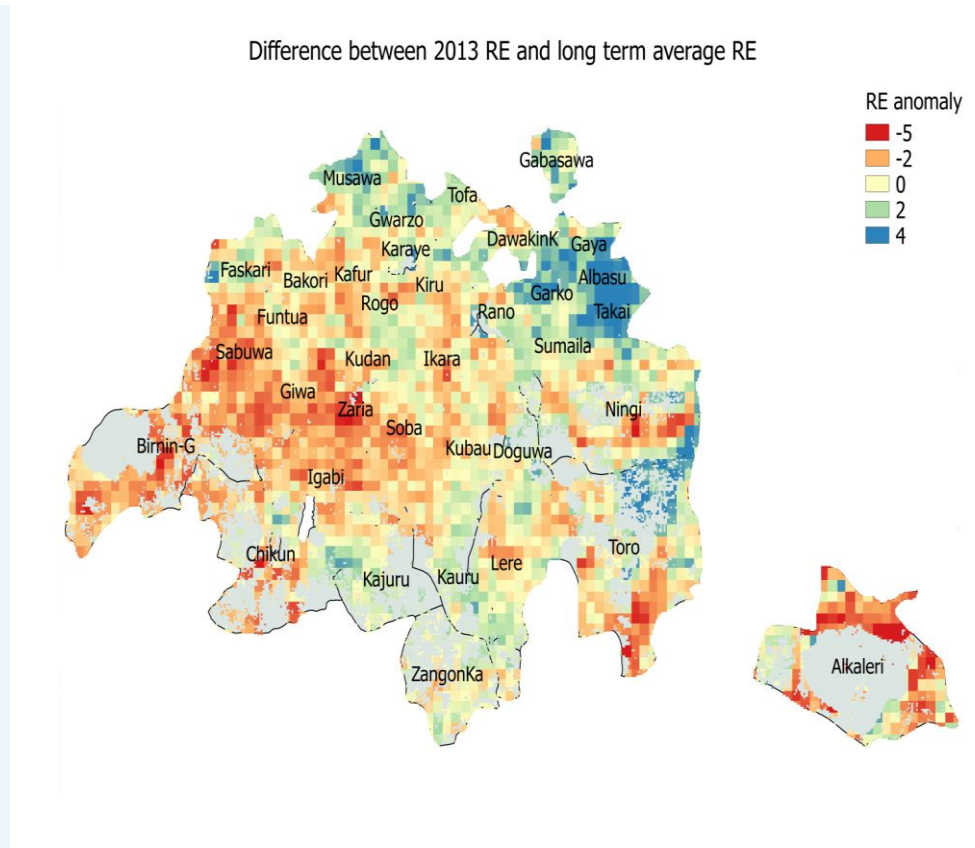 Difference between 2013 RE and long term average RE
RE anomaly
-5
-2
0
2
4
Gabasawa
Musawa
Tofa
Gwarzo
DawakinK
Gaya
Karaye
Faskari
Bakori
Kafur
Kiru
Albasu
Garko
Rogo
Rano
Takai
Funtua
Sumaila
Sabuwa
Kudan
Ikara
Giwa
Zaria
Ningi
Soba
Birnin-G
Kubau
Doguwa
Igabi
Chikun
Toro
Lere
Kajuru
Kauru
Alkaleri
ZangonKa